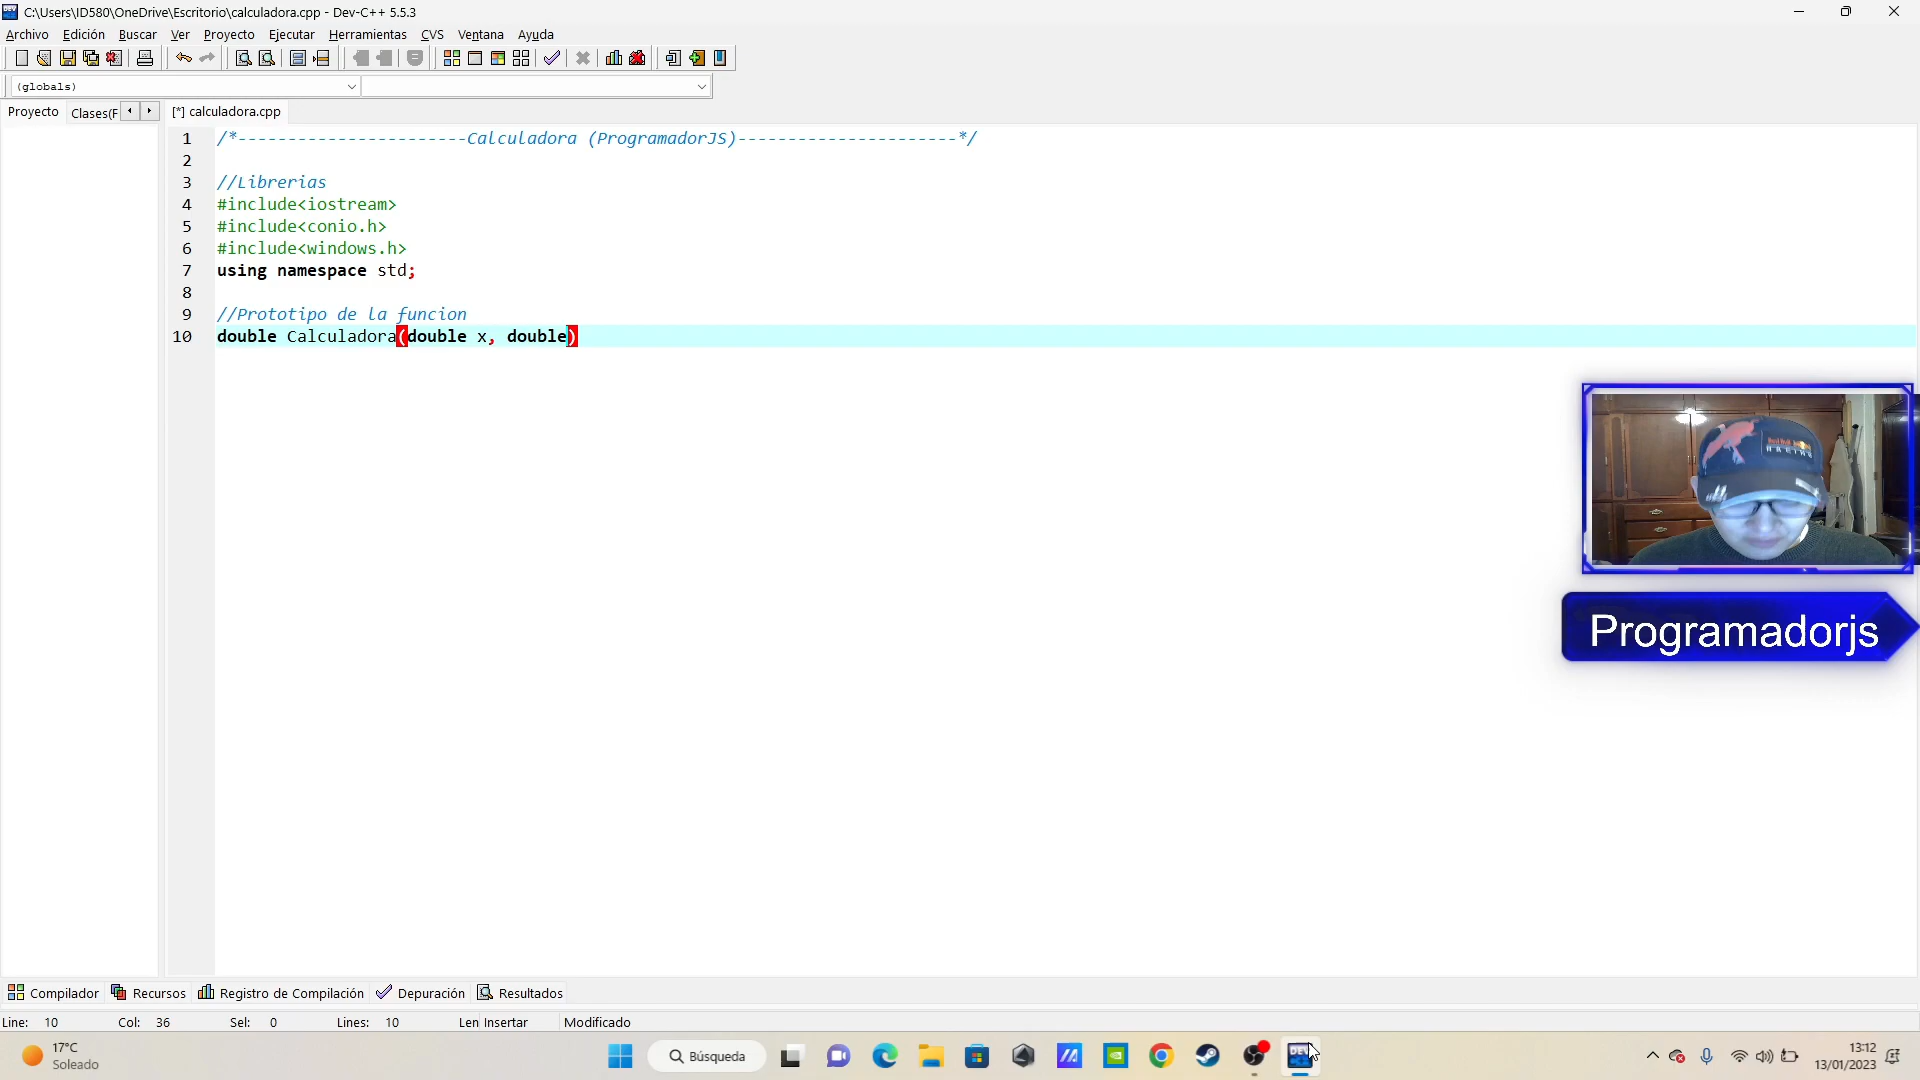 C:\Users\ID580\OneDrive\Escritorio\calculadora.cpp - Dev-C++ 5.5.3
Archivo Edición Buscar Ver Proyecto Ejecutar Herramientas CVS Ventana Ayuda
(globals)
Proyecto Clases(F [*] calculadora.cpp
1 /*-----------------------Calculadora (ProgramadorJS)----------------------*/
2
3 //Librerias
4 #include<iostream>
5 #include<conio.h>
6 #include<windows.h>
7 using namespace std;
8
9 //Prototipo de la funcion
10 double Calculadora(double x, double)
Programadorjs
Compilador Recursos Registro de Compilación Depuración Resultados
Line: 10 Col: 36 Sel: 0 Lines: 10 Len Insertar Modificado
17°C
Soleado
Búsqueda
DEV
13:12
13/01/2023